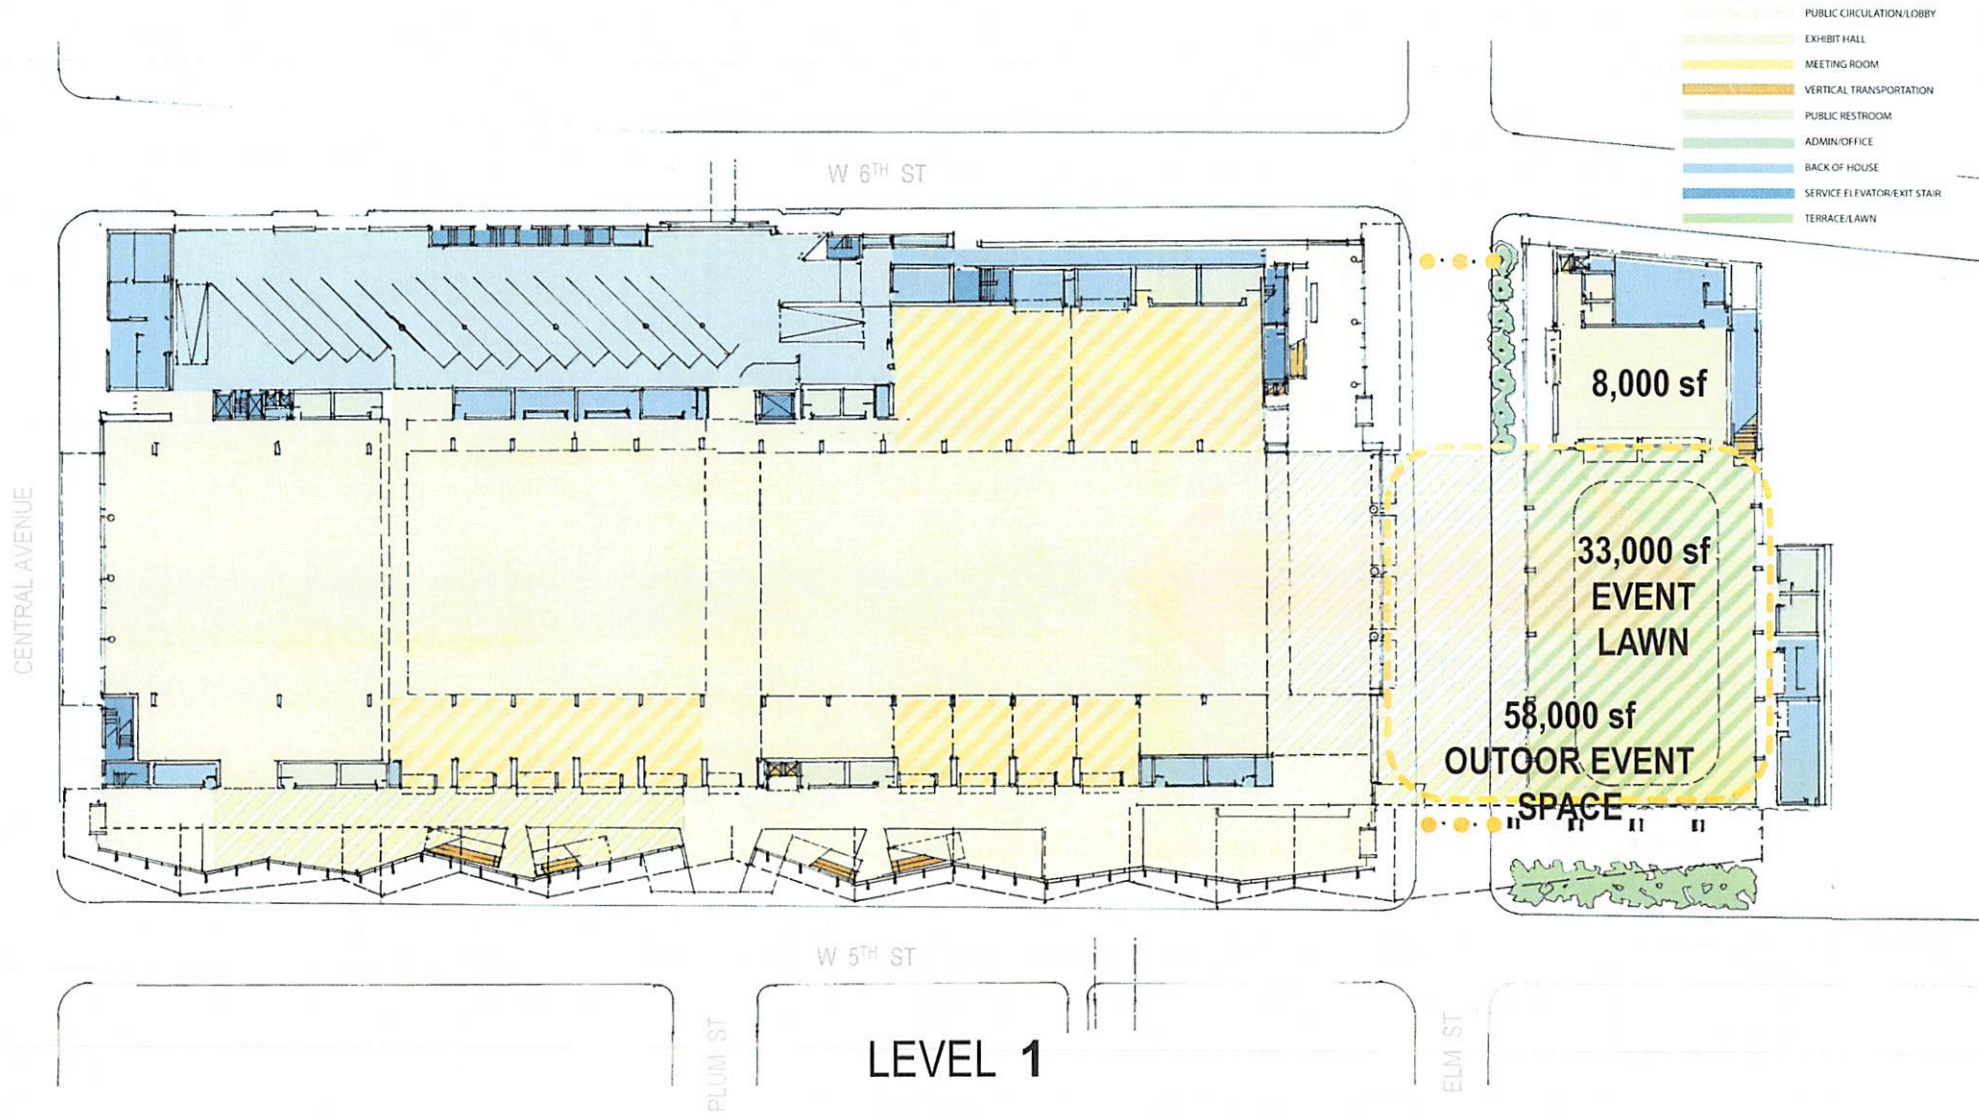 PUBLIC CIRCULATION/LOBBY
EXHIBIT HALL
MEETING ROOM
VERTICAL TRANSPORTATION
PUBLIC RESTROOM
ADMIN/OFFICE
BACK OF HOUSE
SERVICE ELEVATOR/EXIT STAIR
TERRACE/LAWN
W 6TH ST
8,000 sf
CENTRAL AVENUE
33,000 sf
EVENT
LAWN
58,000 sf
OUTOOR EVENT
SPACE
W 5TH ST
PLUM ST
ELM ST
LEVEL 1